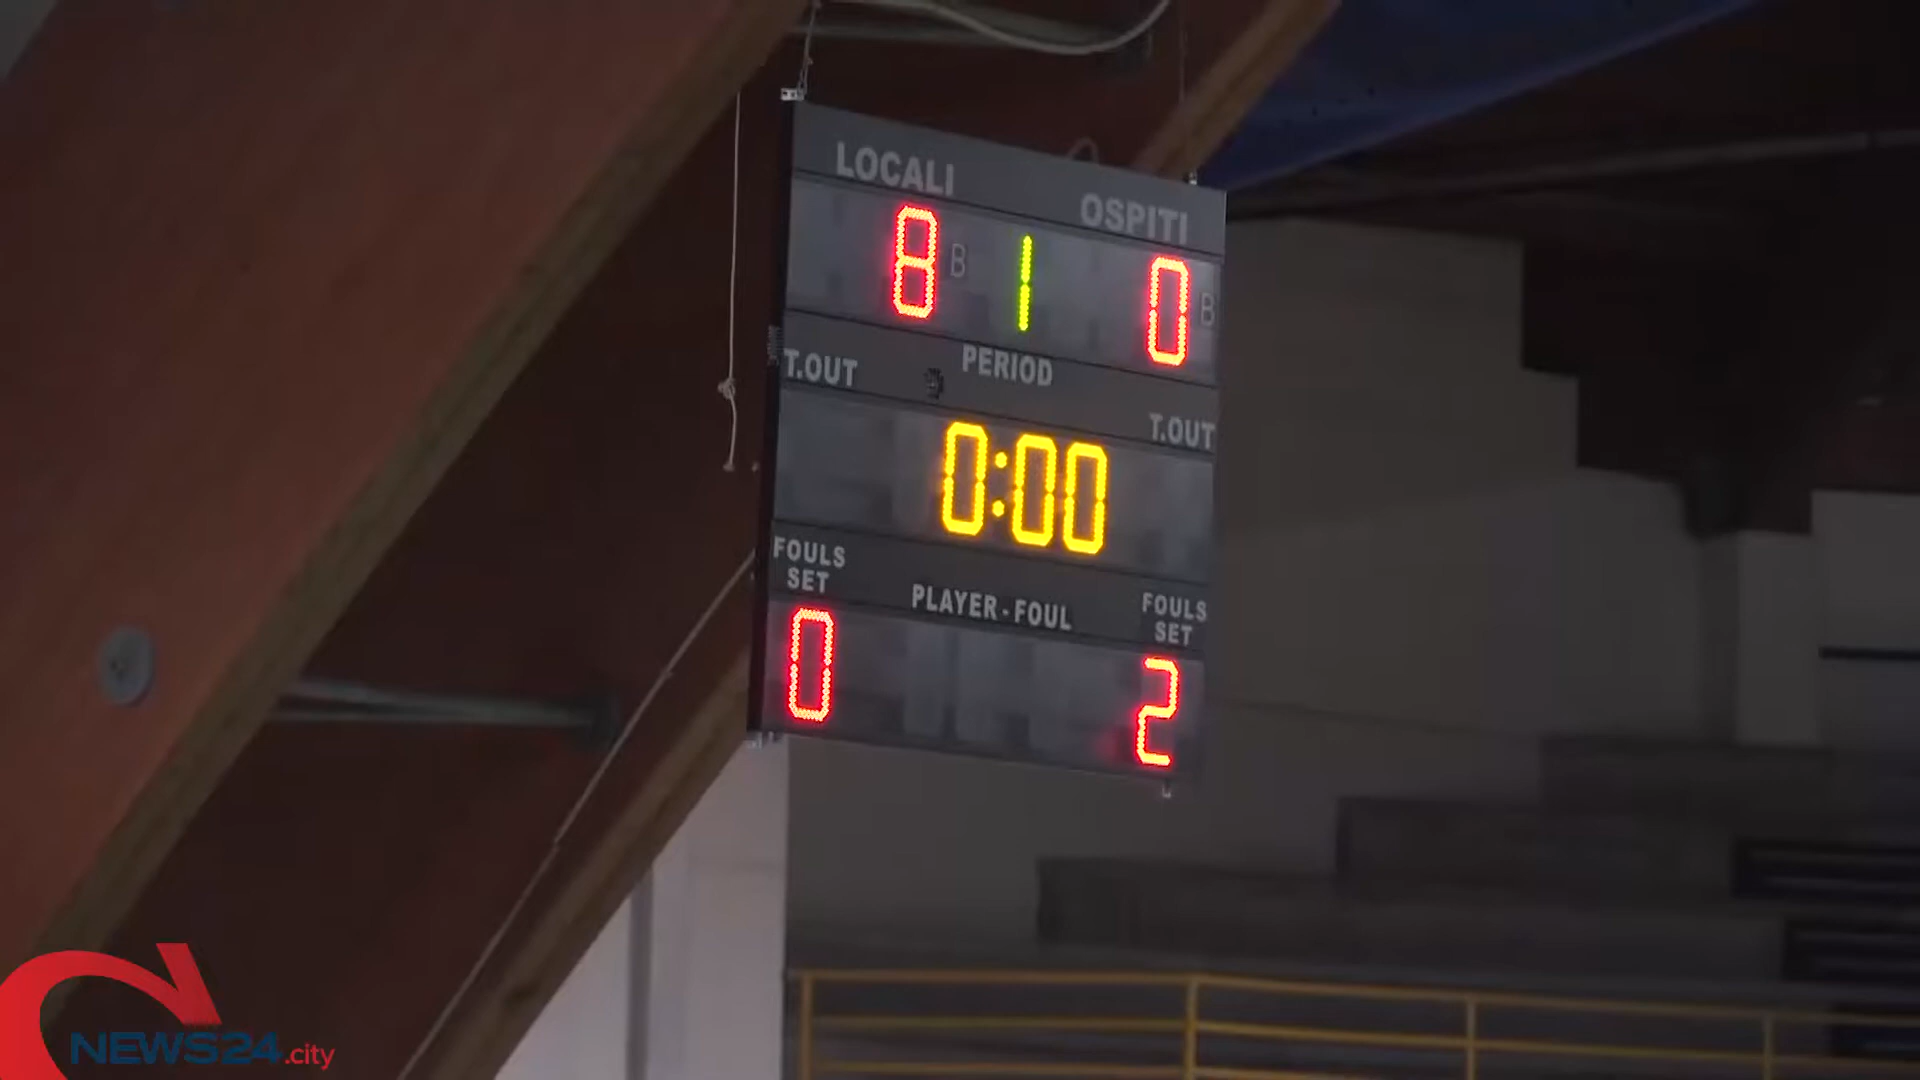 LOCALI
OSPITI
8 B 1 0 B
T.OUT
PERIOD
T.OUT
0:00
FOULS
SET
PLAYER-FOUL
FOULS
SET
0 2
NEWS24.city